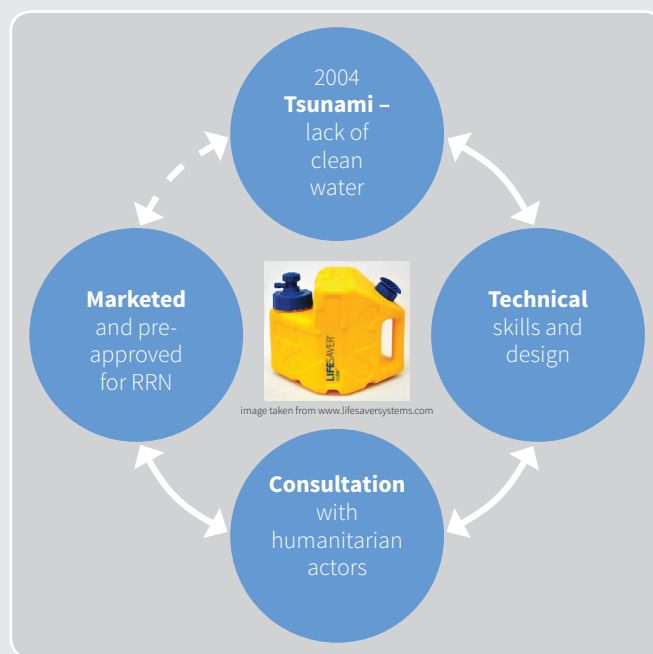 2004
Tsunami –
lack of
clean
water
Marketed
and pre-
approved
for RRN
Technical
skills and
design
LIFESAVER®
image taken from www.lifesaversystems.com
Consultation
with
humanitarian
actors